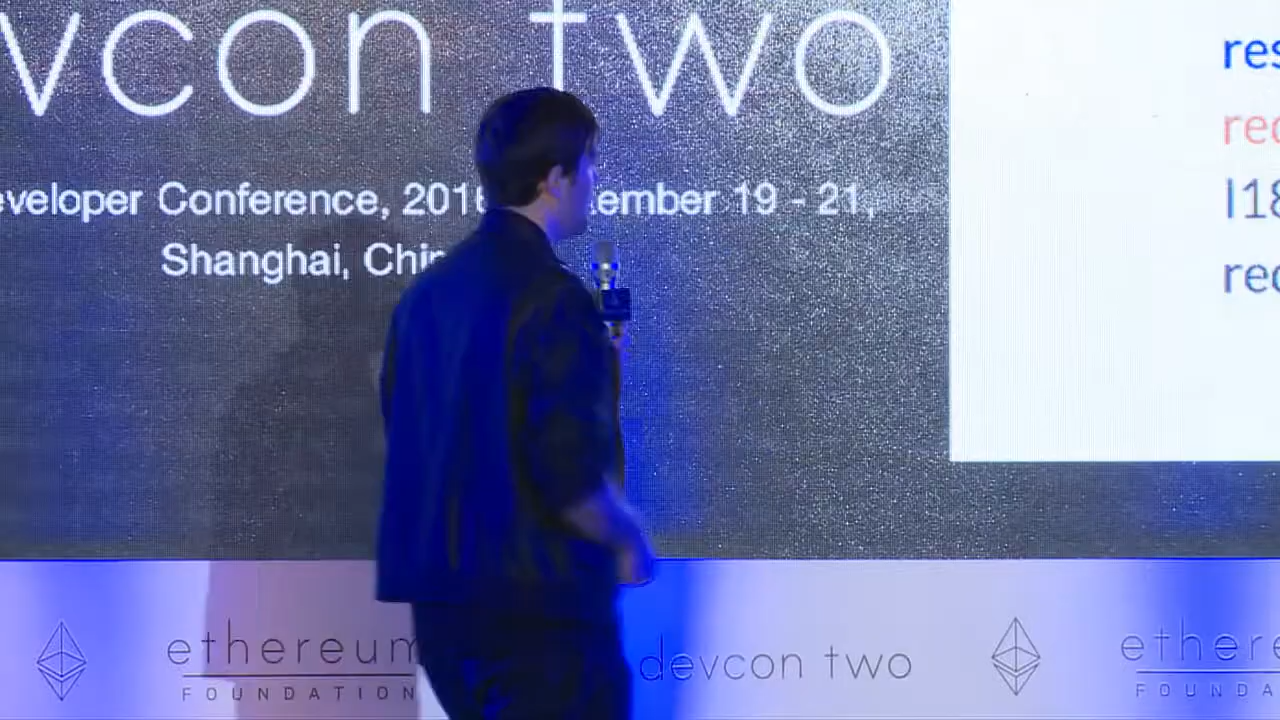 vcon two
eveloper Conference, 2016 ember 19 - 21,
Shanghai, Chin
res
rec
I18
rec
ethereum
FOUNDATION
devcon two
ethere
FOUNDA